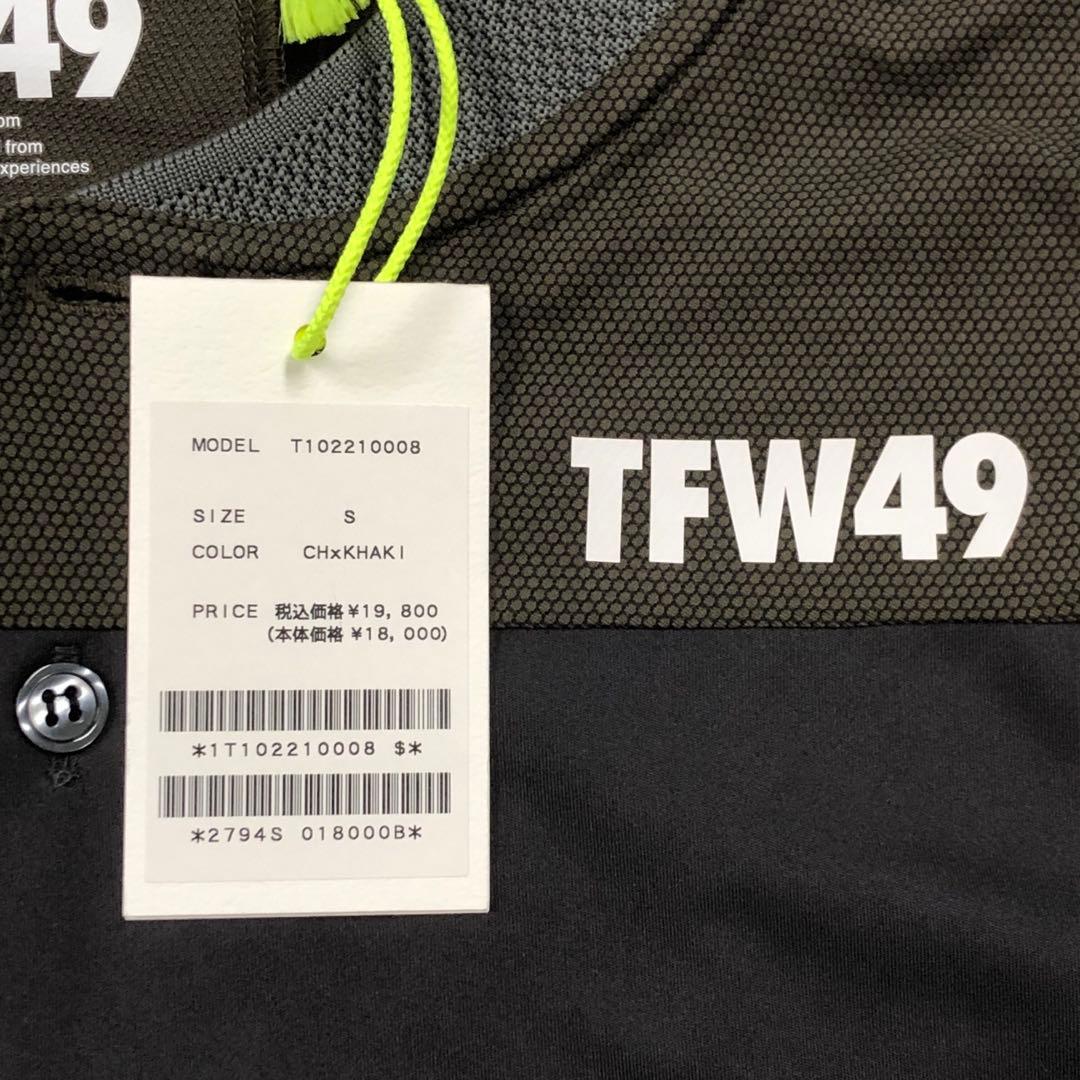 49
from
xperiences
MODEL T102210008
SIZE S
COLOR CHxKHAKI
PRICE 税込価格 ¥19,800
(本体価格 ¥18,000)
*1T102210008 $*
*2794S 018000B*
TFW49